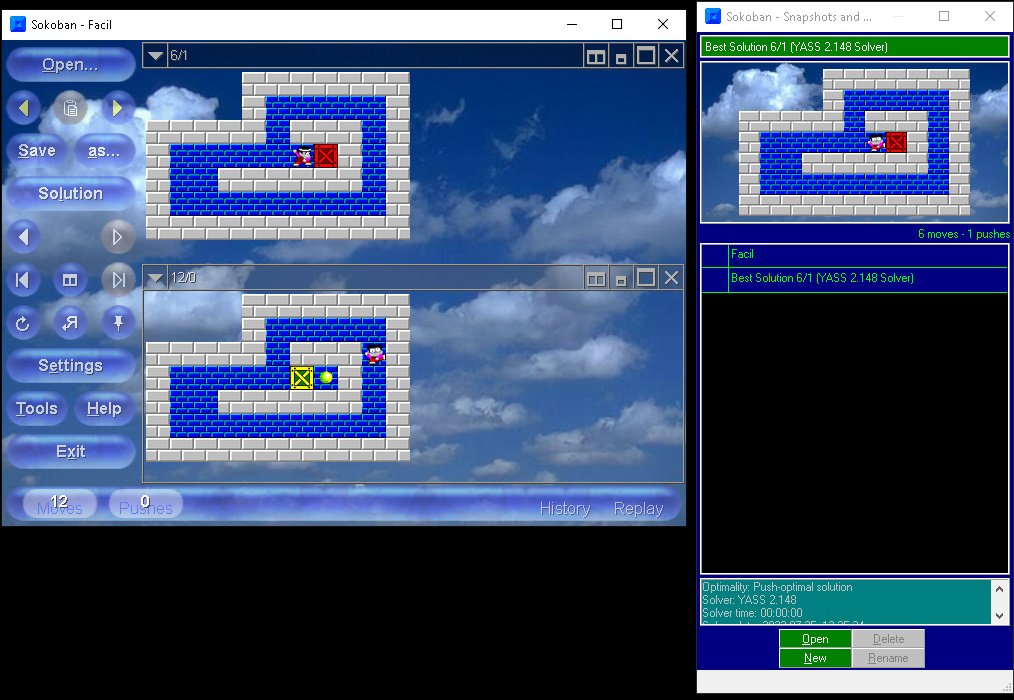 Sokoban - Facil
Open...
6/1
Save
as...
Solution
12/0
Settings
Tools
Help
Exit
12
Moves
0
Pushes
History
Replay
Sokoban - Snapshots and ...
Best Solution 6/1 (YASS 2.148 Solver)
6 moves - 1 pushes
Facil
Best Solution 6/1 (YASS 2.148 Solver)
Optimality: Push-optimal solution
Solver: YASS 2.148
Solver time: 00:00:00
Open
Delete
New
Rename